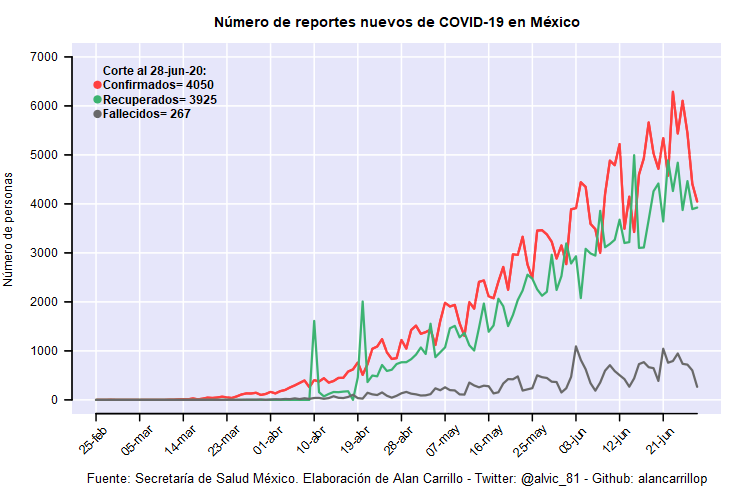 Número de reportes nuevos de COVID-19 en México
Número de personas
7000
6000
5000
4000
3000
2000
1000
0
Corte al 28-jun-20:
Confirmados= 4050
Recuperados= 3925
Fallecidos= 267
25-feb
05-mar
14-mar
23-mar
01-abr
10-abr
19-abr
28-abr
07-may
16-may
25-may
03-jun
12-jun
21-jun
Fuente: Secretaría de Salud México. Elaboración de Alan Carrillo - Twitter: @alvic_81 - Github: alancarrillop